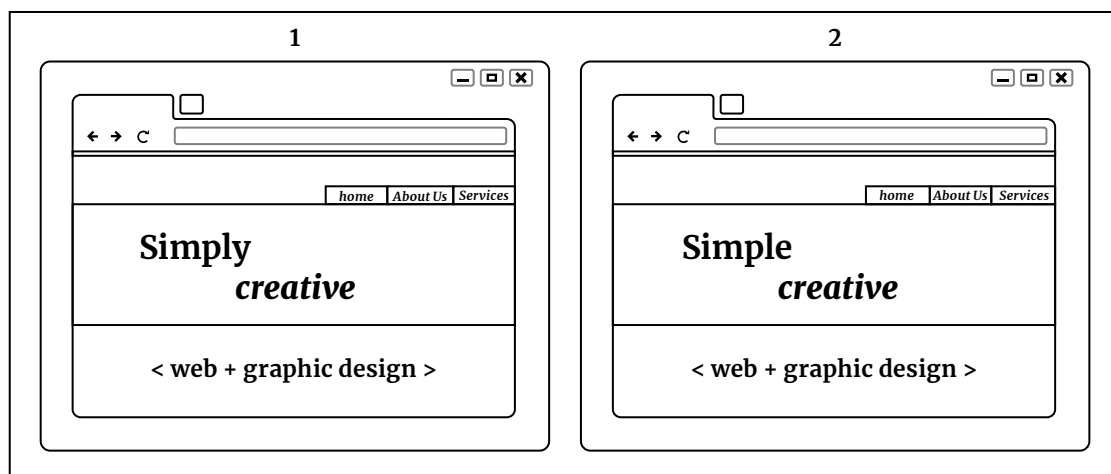 1
home About Us Services
Simply
creative
< web + graphic design >
2
home About Us Services
Simple
creative
< web + graphic design >